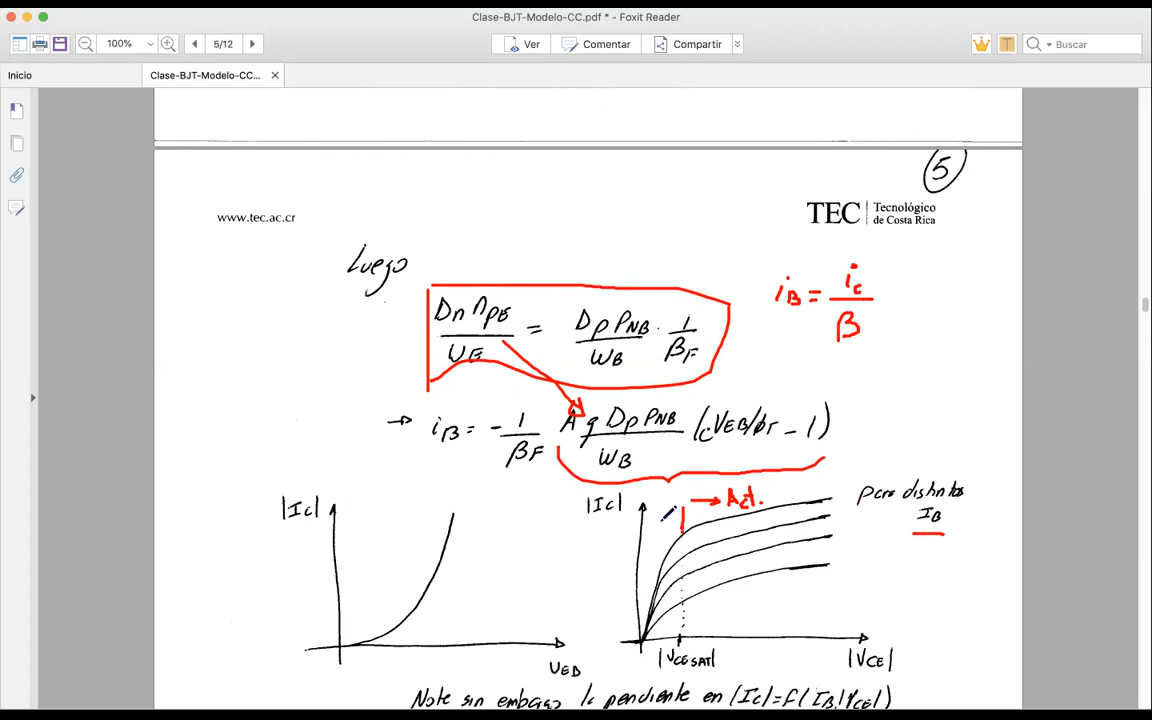 Clase-BJT-Modelo-CC.pdf * - Foxit Reader
100%
5/12
Ver
Comentar
Compartir
Buscar
Inicio
Clase-BJT-Modelo-CC...
5
www.tec.ac.cr
TEC | Tecnológico de Costa Rica
Luego
Dn npE / WE = Dp PNB / WB · 1 / βF
iB = ic / β
→ iB = - 1 / βF A q Dp PNB / WB (e VEB/ϕT - 1)
|Ic|
|Ic|
→ Act.
para distintos
IB
VEB
|VCE SAT|
|VCE|
Note sin embargo la pendiente en |Ic|=f(IB,VCE)